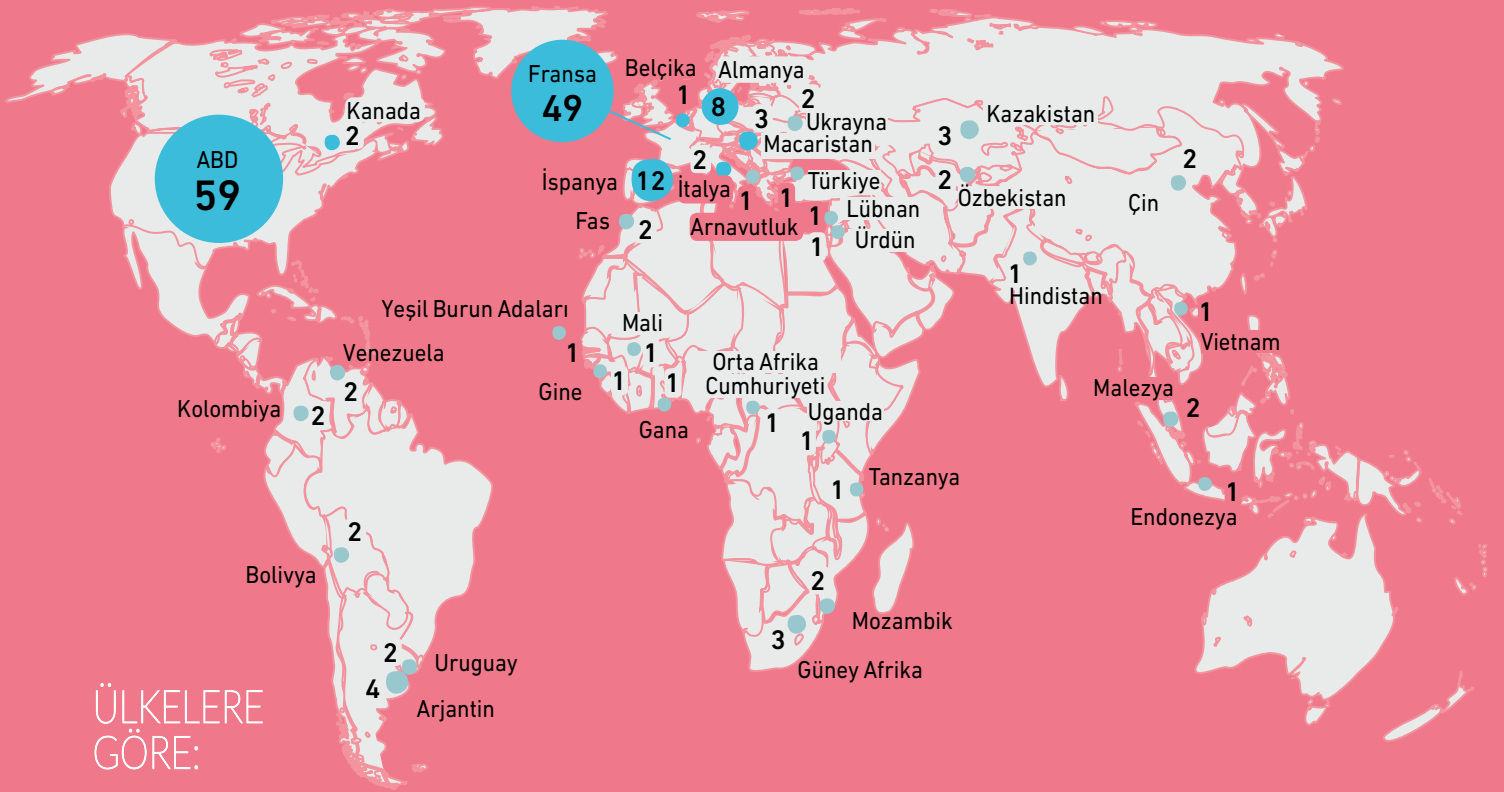 Kanada
2
ABD
59
Fransa
49
Belçika
1
Almanya
8
2
Ukrayna
3
Macaristan
İspanya
12
2
İtalya
1
Arnavutluk
1
Türkiye
Fas
2
1
Lübnan
1
Ürdün
3
Kazakistan
2
Özbekistan
2
Çin
1
Hindistan
1
Vietnam
Malezya
2
1
Endonezya
Yeşil Burun Adaları
1
Mali
1
Gine
1
1
Gana
Orta Afrika
Cumhuriyeti
1
Uganda
1
1
Tanzanya
2
Mozambik
3
Güney Afrika
Venezuela
2
Kolombiya
2
2
Bolivya
2
Uruguay
4
Arjantin
ÜLKELERE
GÖRE: